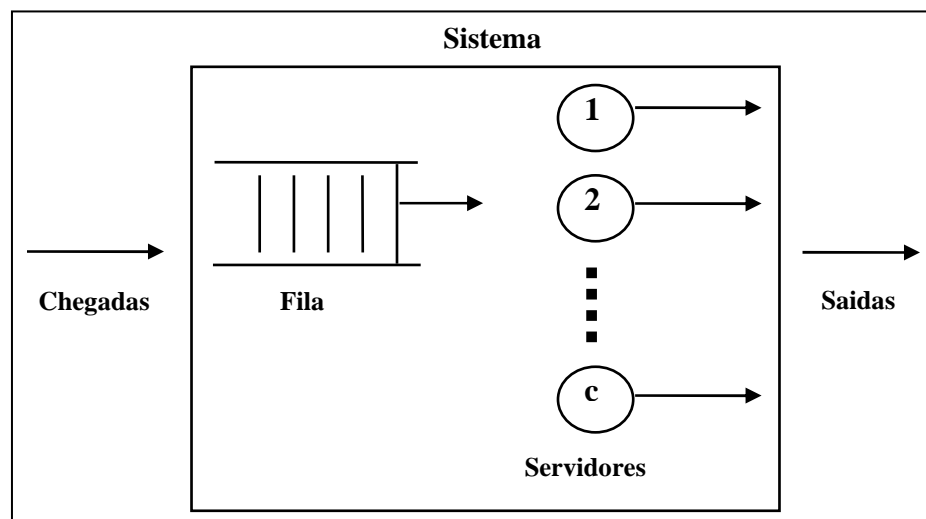 Sistema
1
2
Chegadas
Fila
Saidas
c
Servidores